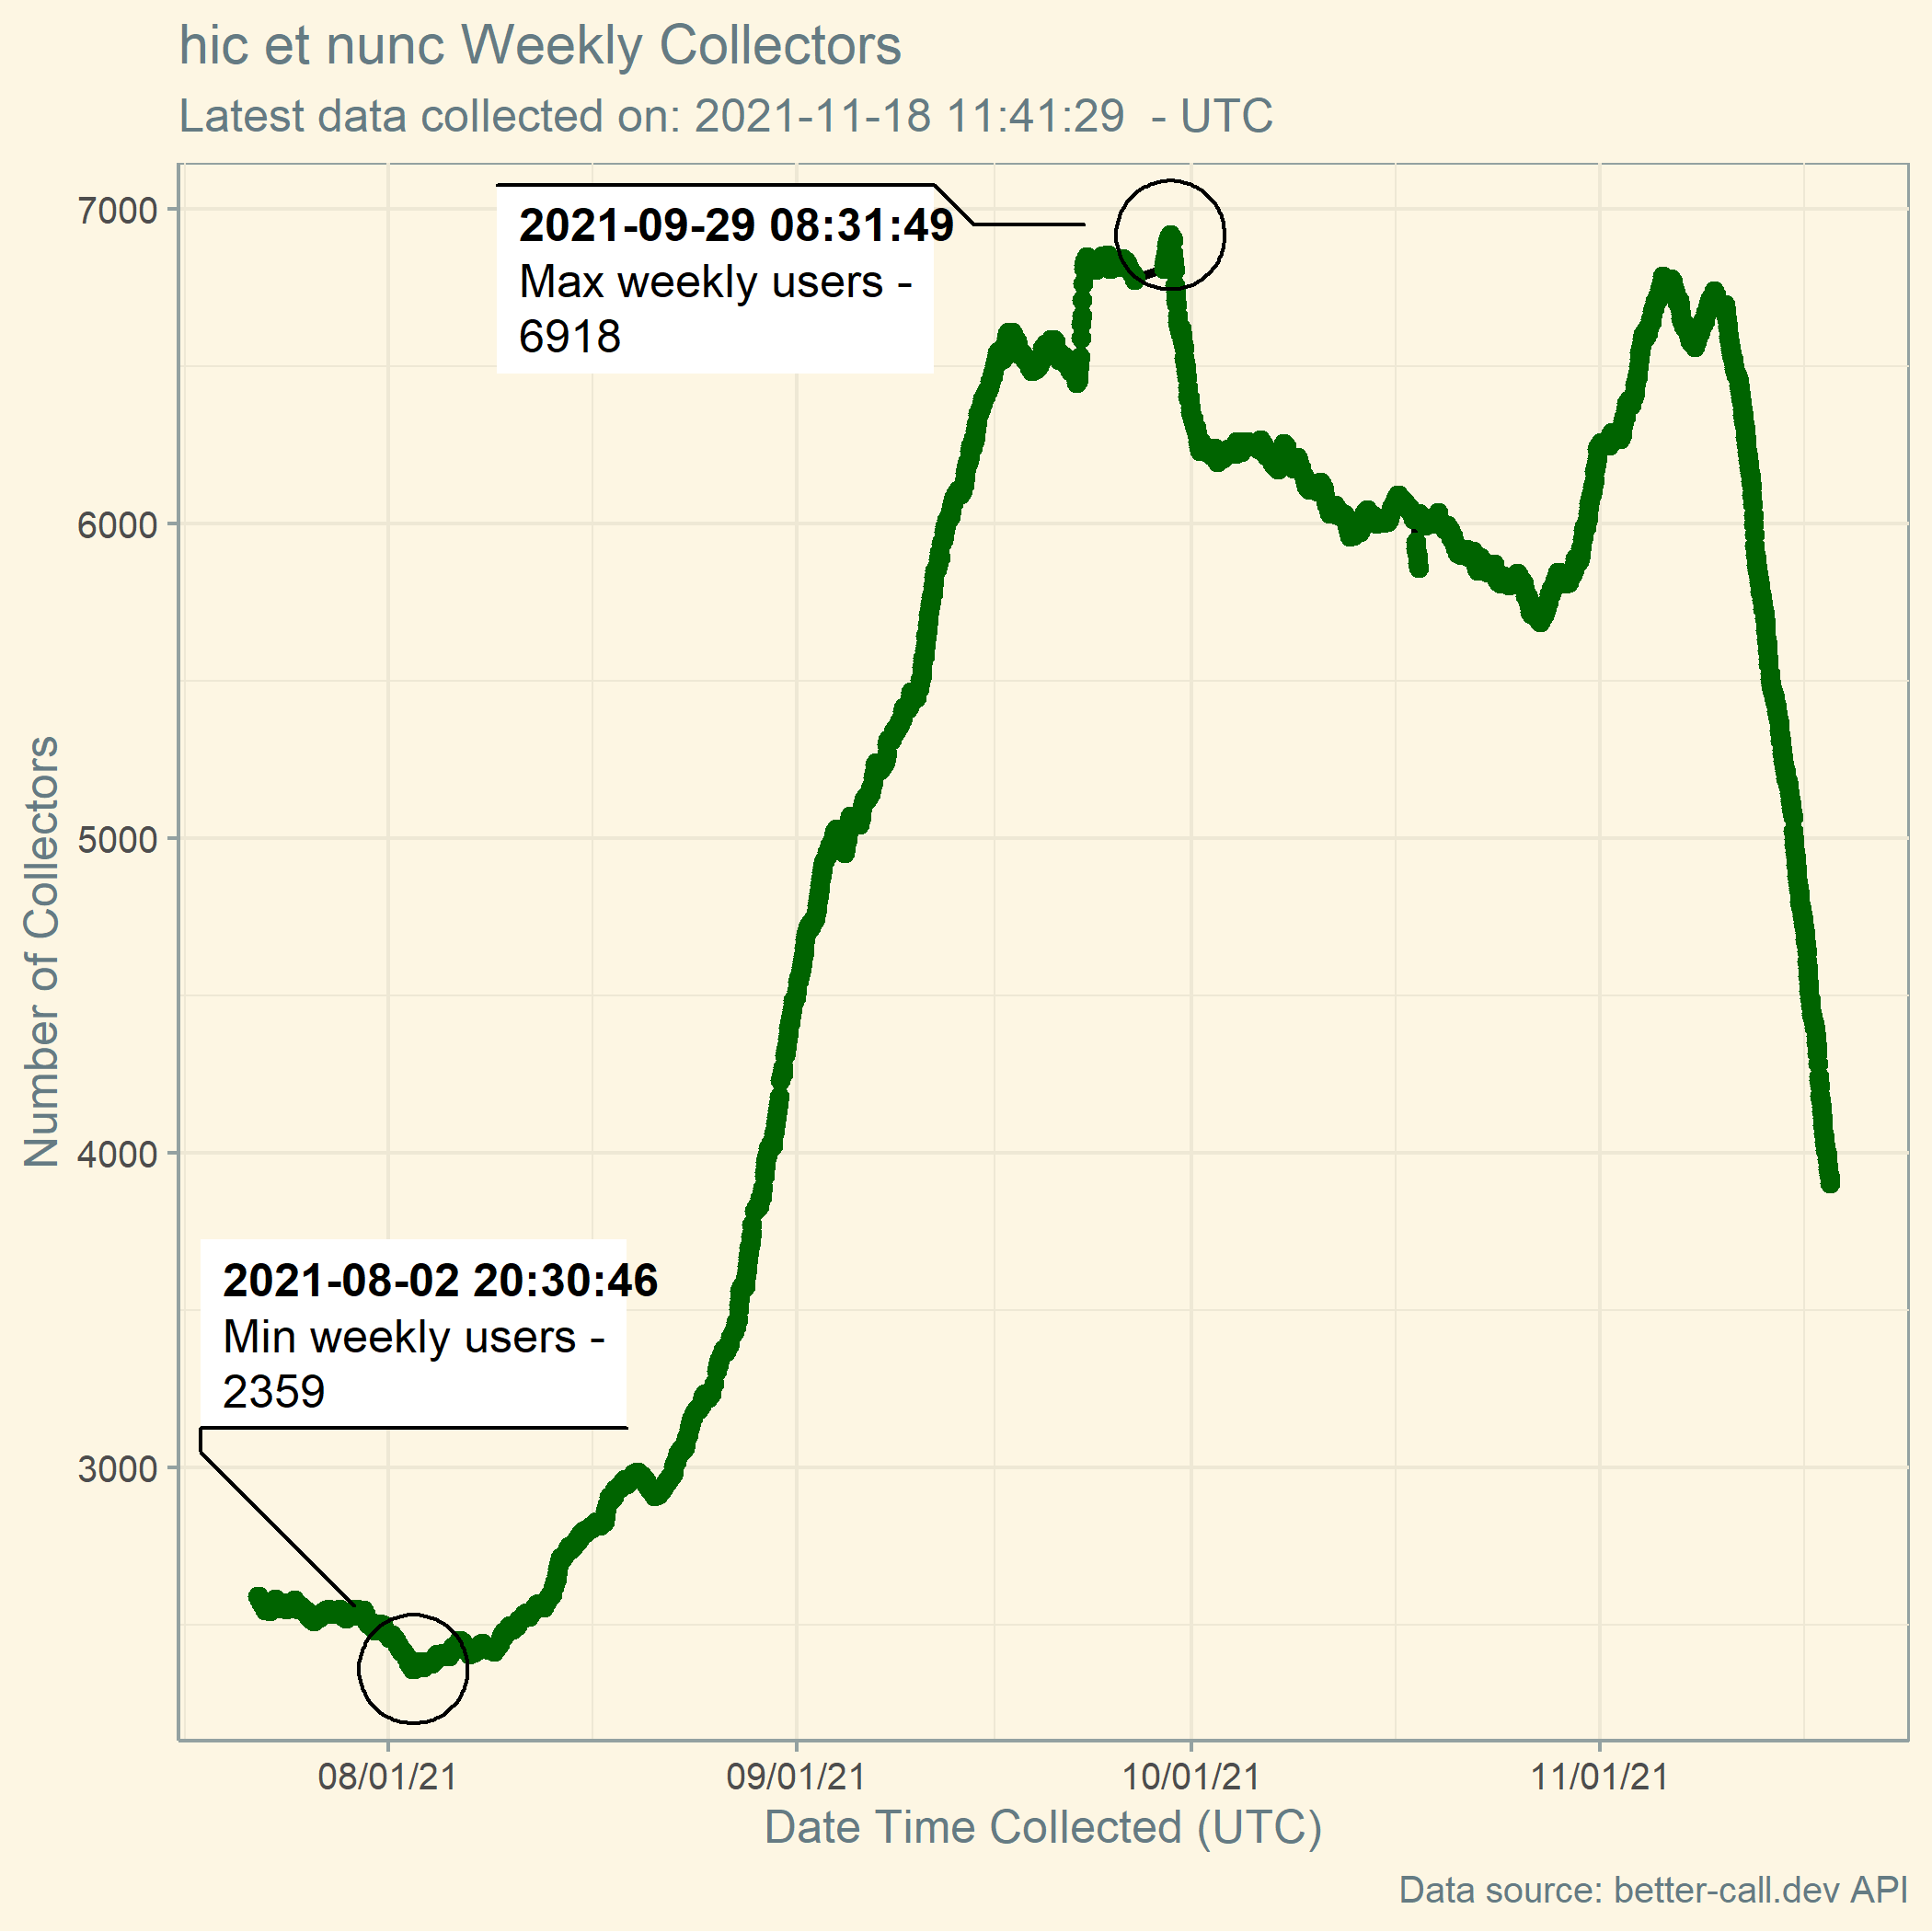 hic et nunc Weekly Collectors
Latest data collected on: 2021-11-18 11:41:29  - UTC
7000
6000
5000
4000
3000
Number of Collectors
2021-09-29 08:31:49
Max weekly users -
6918
2021-08-02 20:30:46
Min weekly users -
2359
08/01/21
09/01/21
10/01/21
11/01/21
Date Time Collected (UTC)
Data source: better-call.dev API